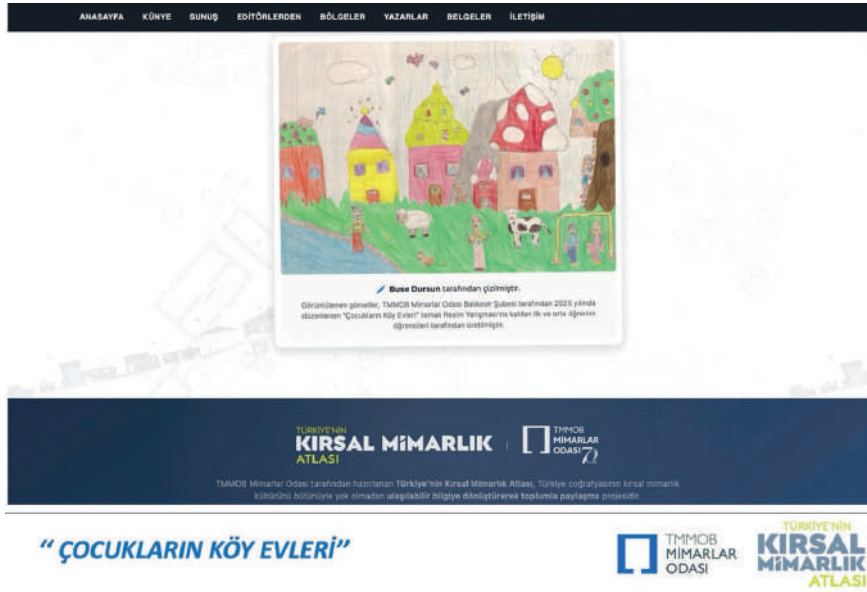 ANASAYFA KÜNYE SUNUŞ EDİTÖRLERDEN BÖLGELER YAZARLAR BELGELER İLETİŞİM
Buse Dursun tarafından çizilmiştir.
Görüntülenen görseller, TMMOB Mimarlar Odası Balıkesir Şubesi tarafından 2025 yılında
düzenlenen "Çocukların Köy Evleri" temalı Resim Yarışması'na katılan ilk ve orta öğretim
öğrencileri tarafından üretilmiştir.
TÜRKİYE'NİN
KIRSAL MİMARLIK
ATLASI
TMMOB
MİMARLAR
ODASI
TMMOB Mimarlar Odası tarafından hazırlanan Türkiye'nin Kırsal Mimarlık Atlası, Türkiye coğrafyasının kırsal mimarlık
kültürünü bütünüyle yok olmadan ulaşılabilir bilgiye dönüştürerek toplumla paylaşma projesidir.
" ÇOCUKLARIN KÖY EVLERİ"
TMMOB
MİMARLAR
ODASI
TÜRKİYE'NİN
KIRSAL
MİMARLIK
ATLASI